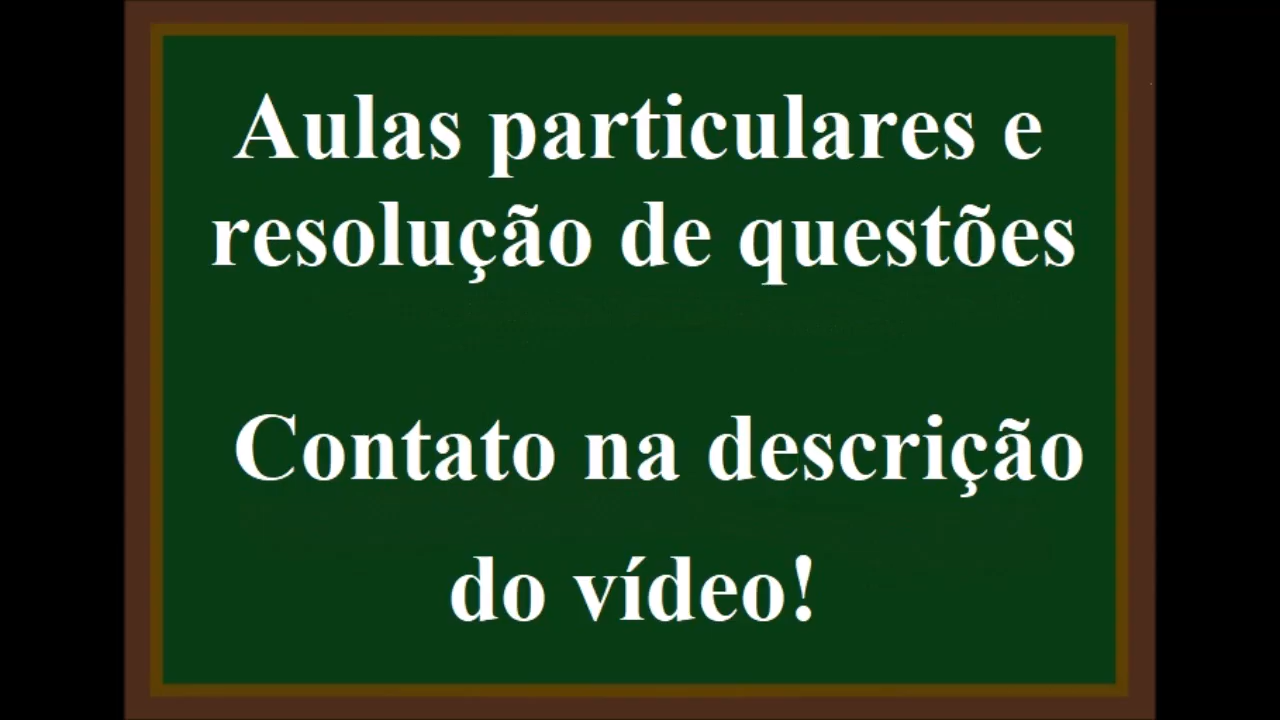 Aulas particulares e
resolução de questões
Contato na descrição
do vídeo!